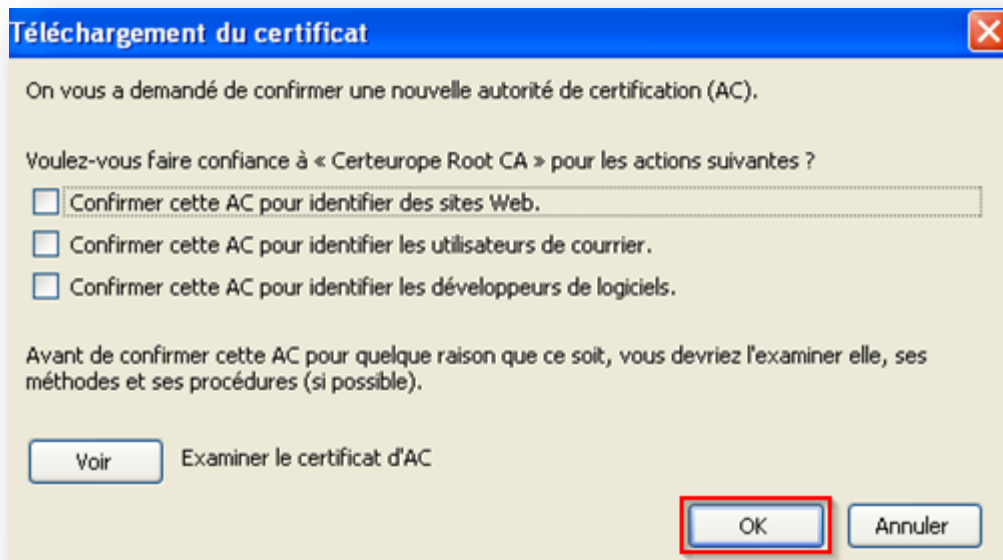 Téléchargement du certificat
On vous a demandé de confirmer une nouvelle autorité de certification (AC).
Voulez-vous faire confiance à « Certeurope Root CA » pour les actions suivantes ?
Confirmer cette AC pour identifier des sites Web.
Confirmer cette AC pour identifier les utilisateurs de courrier.
Confirmer cette AC pour identifier les développeurs de logiciels.
Avant de confirmer cette AC pour quelque raison que ce soit, vous devriez l'examiner elle, ses
méthodes et ses procédures (si possible).
Voir Examiner le certificat d'AC
OK Annuler